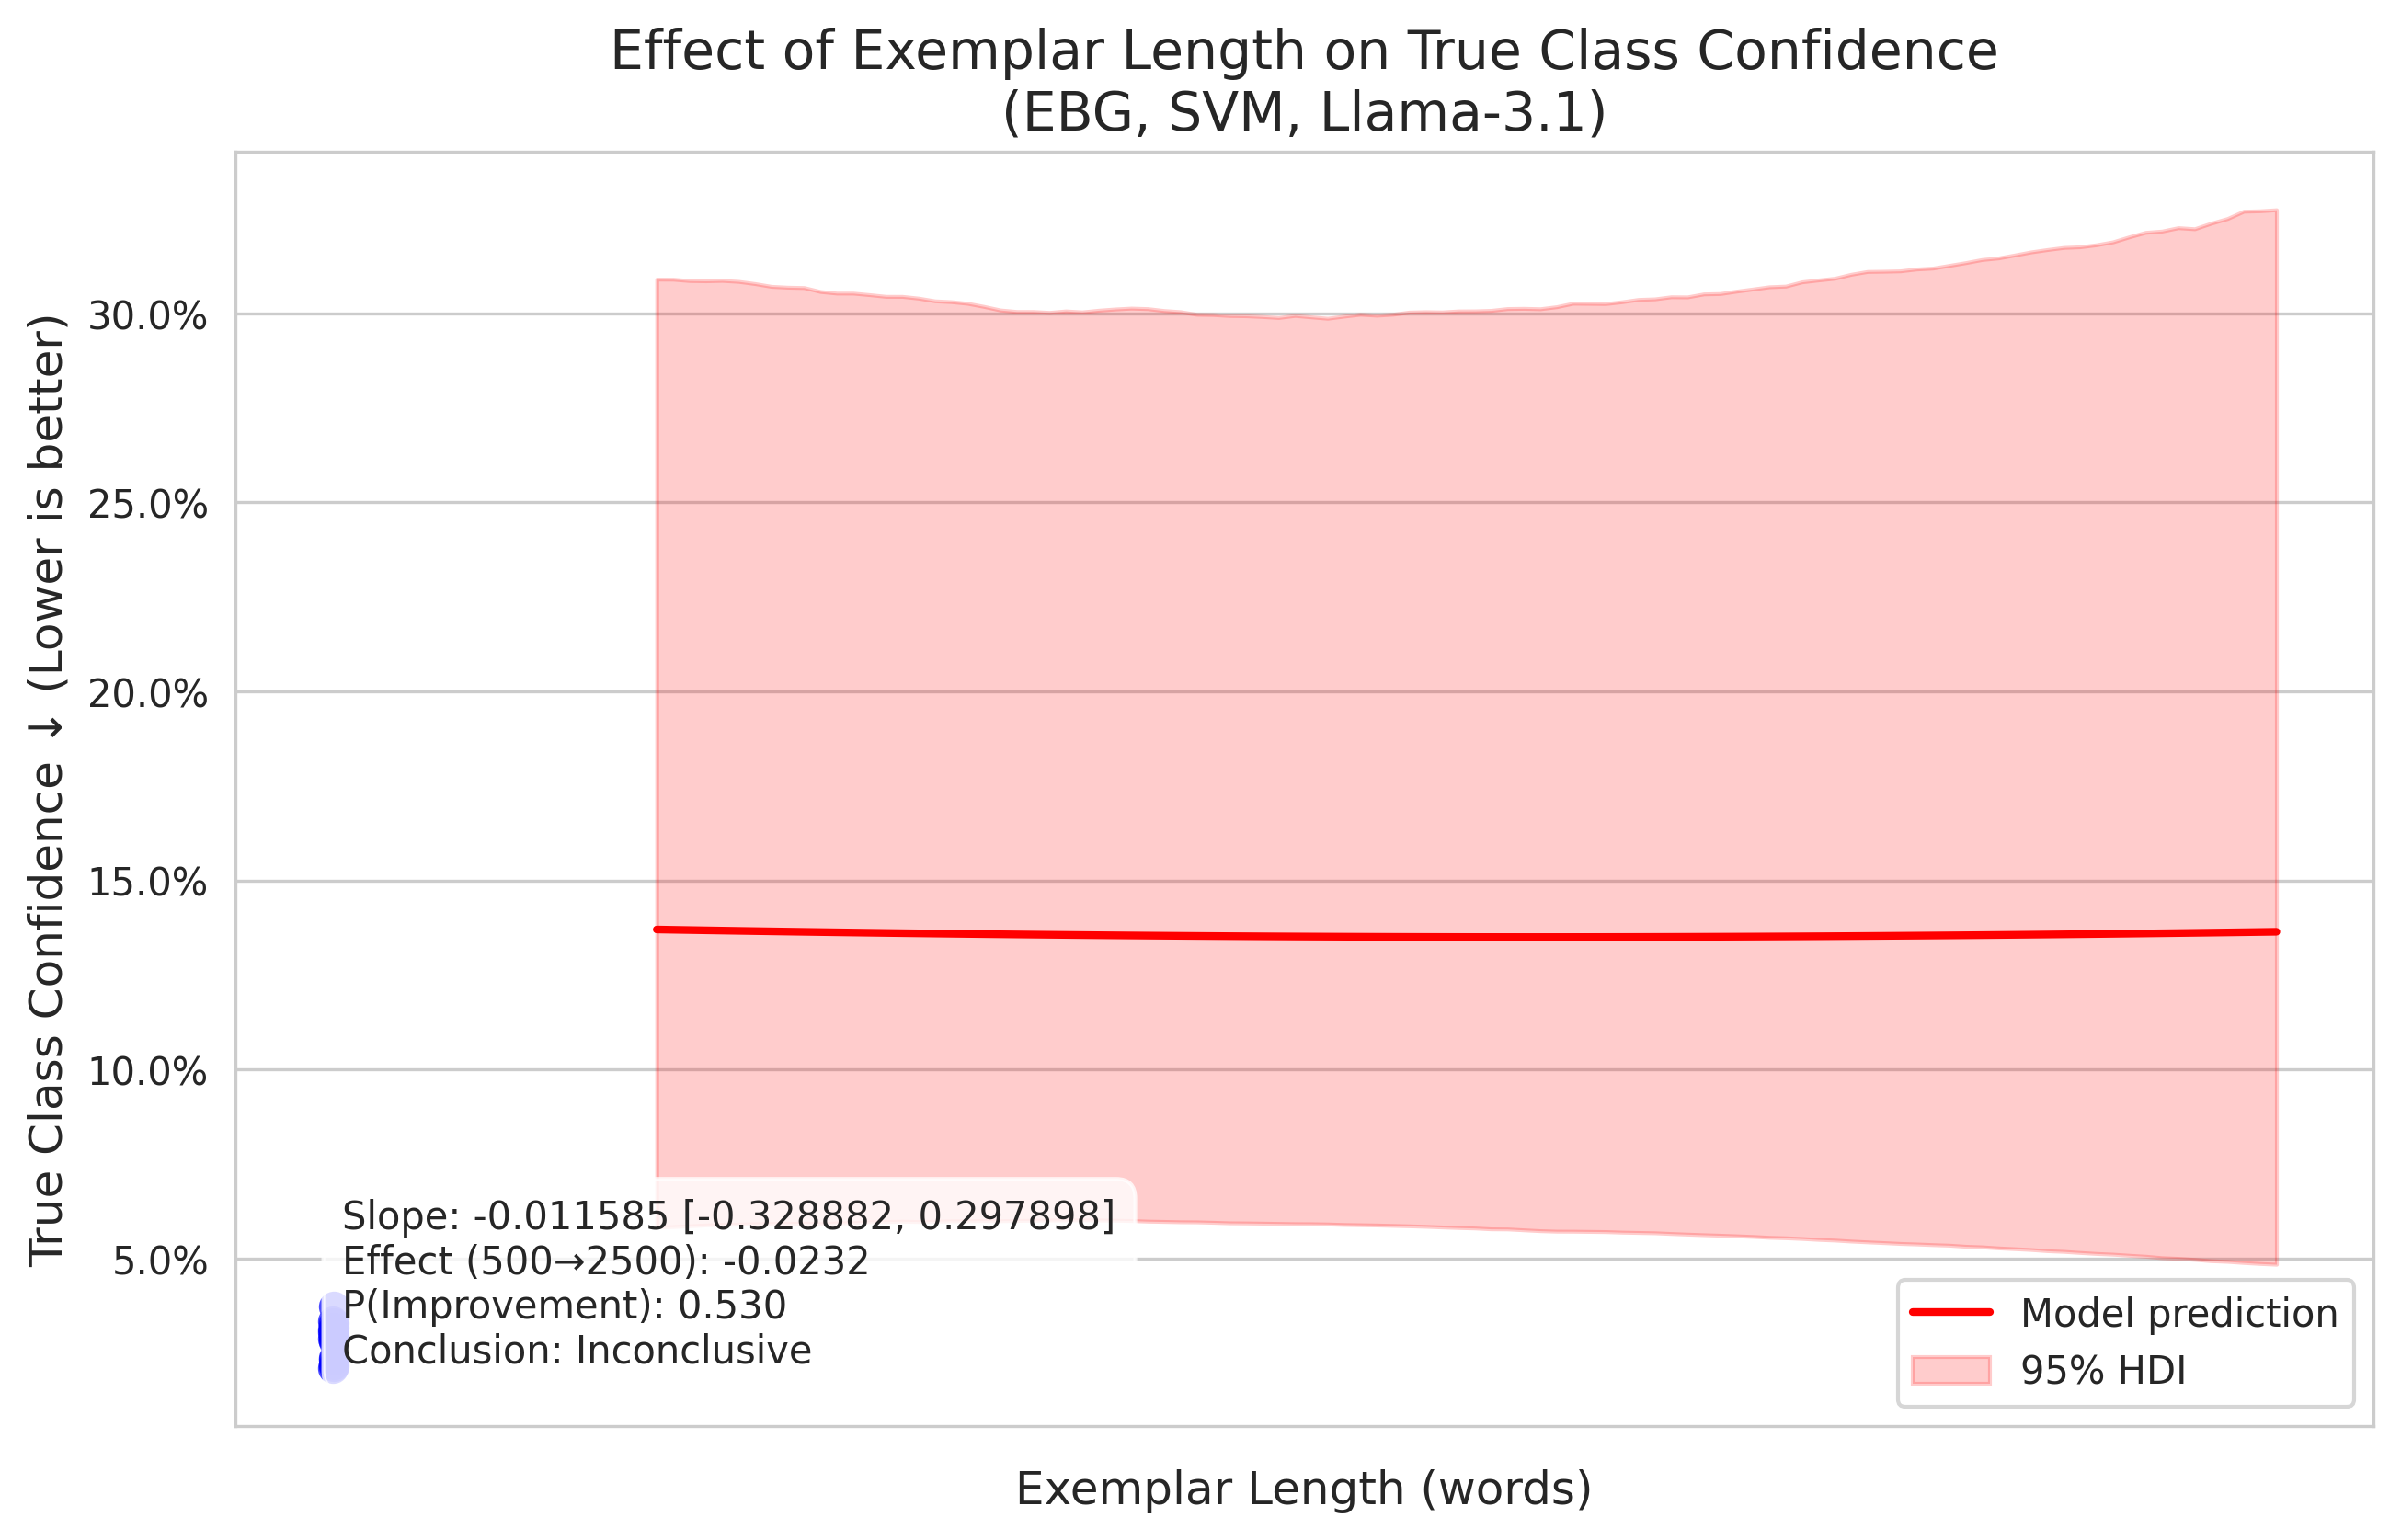 Effect of Exemplar Length on True Class Confidence
(EBG, SVM, Llama-3.1)
True Class Confidence ↓ (Lower is better)
30.0%
25.0%
20.0%
15.0%
10.0%
5.0%
Slope: -0.011585 [-0.328882, 0.297898]
Effect (500→2500): -0.0232
P(Improvement): 0.530
Conclusion: Inconclusive
Model prediction
95% HDI
Exemplar Length (words)